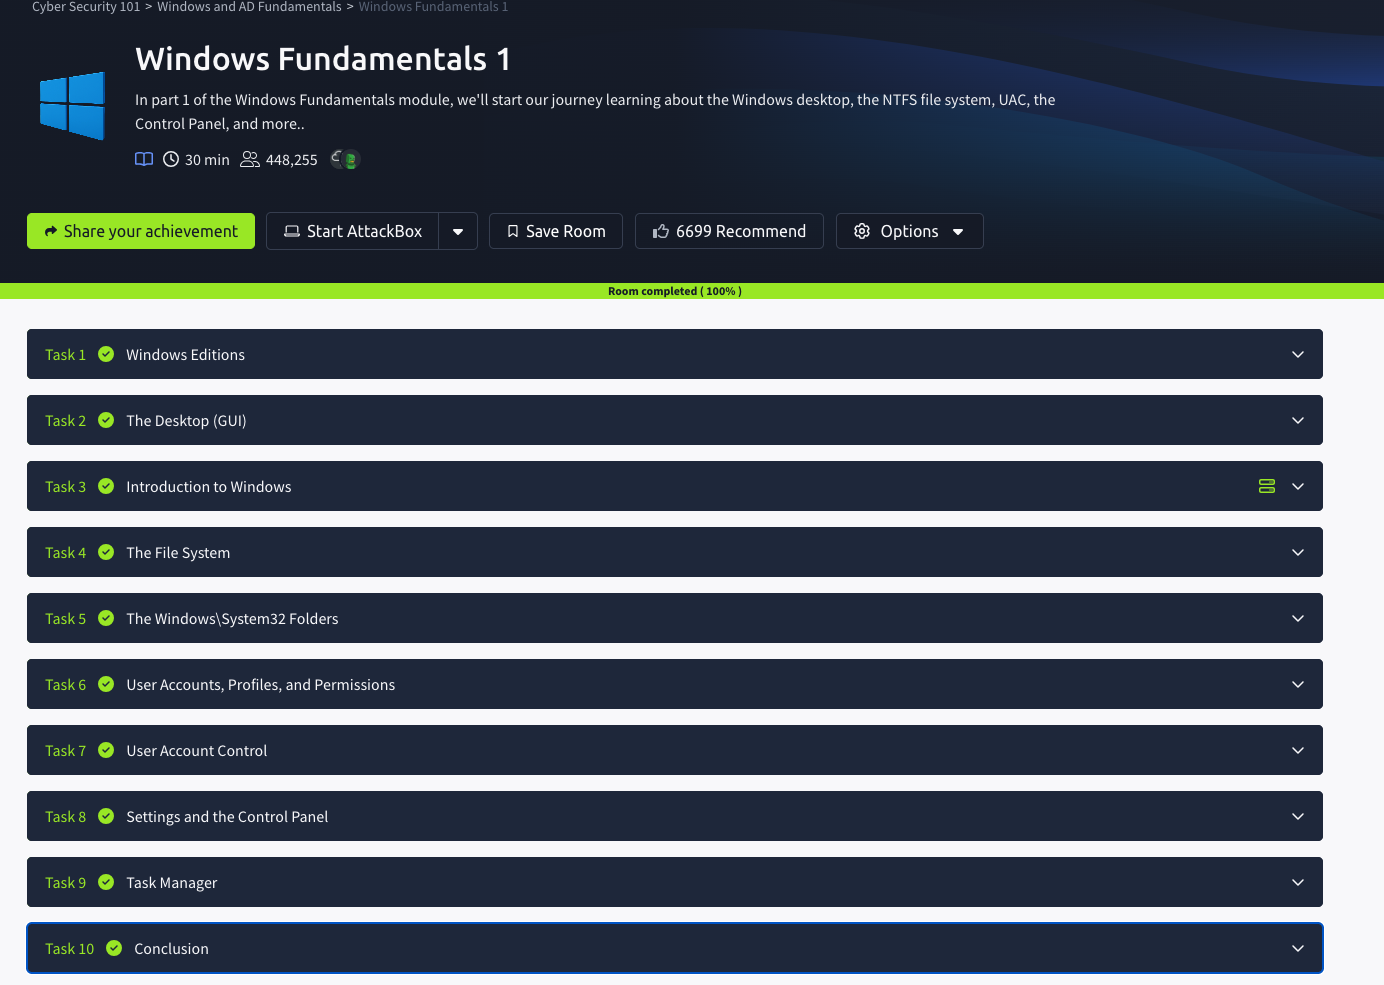 Cyber Security 101 > Windows and AD Fundamentals > Windows Fundamentals 1
Windows Fundamentals 1
In part 1 of the Windows Fundamentals module, we'll start our journey learning about the Windows desktop, the NTFS file system, UAC, the
Control Panel, and more..
30 min 448,255
Share your achievement Start AttackBox Save Room 6699 Recommend Options
Room completed ( 100% )
Task 1 Windows Editions
Task 2 The Desktop (GUI)
Task 3 Introduction to Windows
Task 4 The File System
Task 5 The Windows\System32 Folders
Task 6 User Accounts, Profiles, and Permissions
Task 7 User Account Control
Task 8 Settings and the Control Panel
Task 9 Task Manager
Task 10 Conclusion